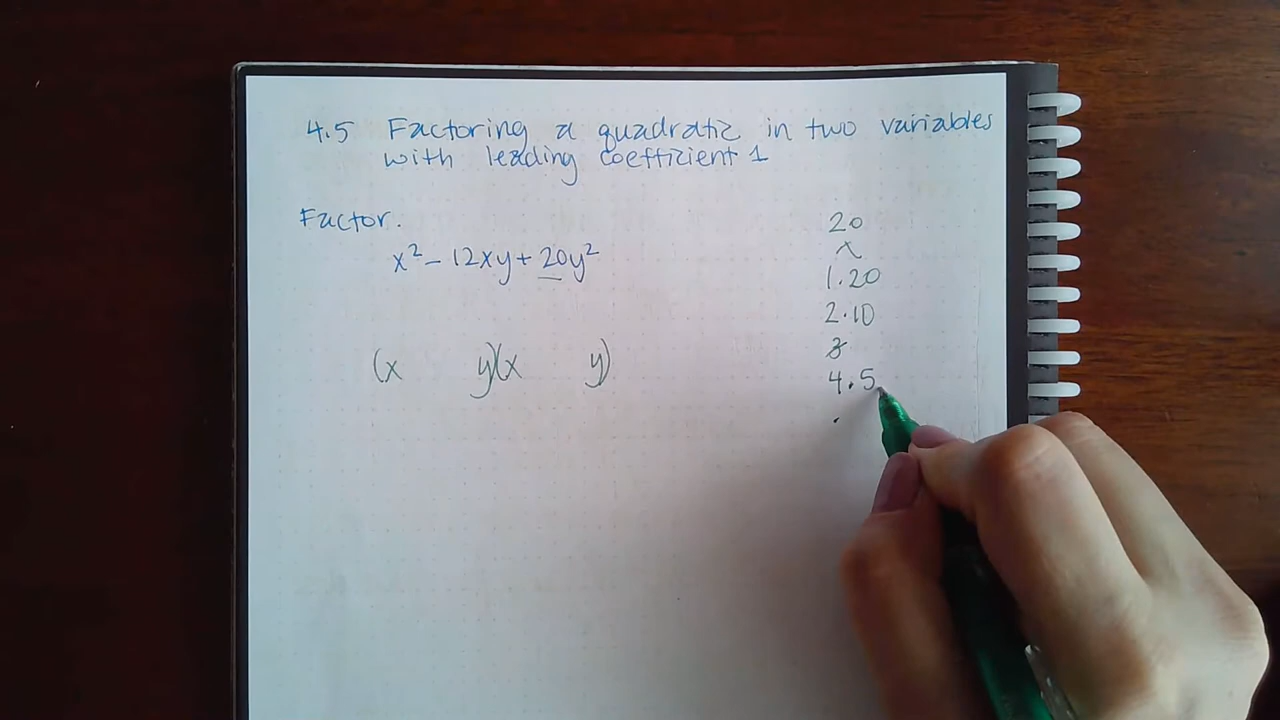 4.5 Factoring a quadratic in two variables
with leading coefficient 1
Factor.
x² - 12xy + 20y²
(x y)(x y)
20
1·20
2·10
3
4·5